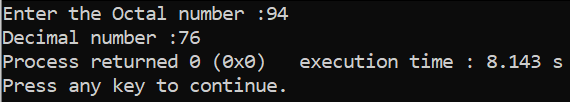 Enter the Octal number :94
Decimal number :76
Process returned 0 (0x0)   execution time : 8.143 s
Press any key to continue.